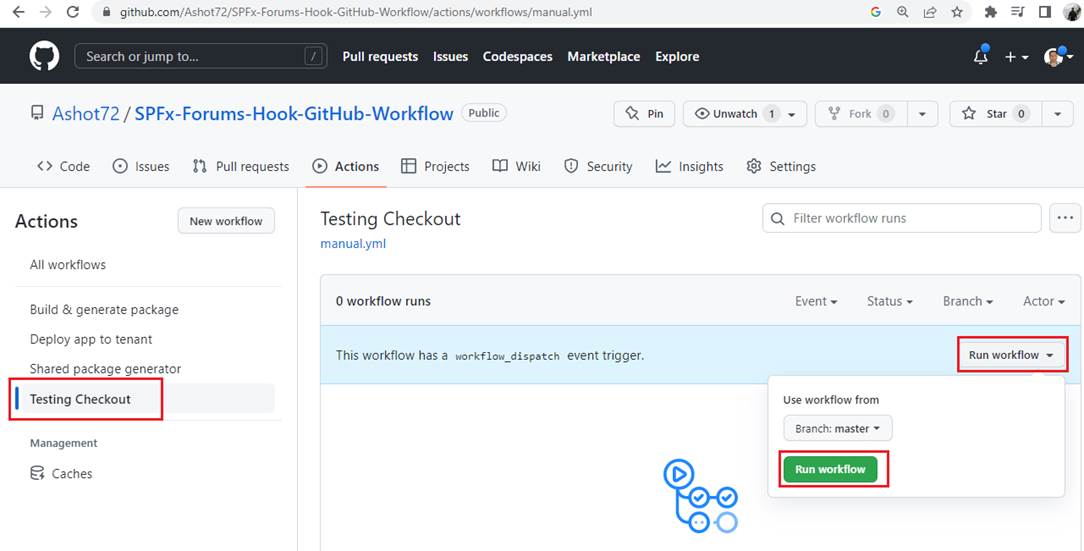 github.com/Ashot72/SPFx-Forums-Hook-GitHub-Workflow/actions/workflows/manual.yml
Search or jump to... / Pull requests Issues Codespaces Marketplace Explore
Ashot72 / SPFx-Forums-Hook-GitHub-Workflow Public Pin Unwatch 1 Fork 0 Star 0
Code Issues Pull requests Actions Projects Wiki Security Insights Settings
Actions New workflow
All workflows
Build & generate package
Deploy app to tenant
Shared package generator
Testing Checkout
Management
Caches
Testing Checkout Filter workflow runs
manual.yml
0 workflow runs Event Status Branch Actor
This workflow has a workflow_dispatch event trigger. Run workflow
Use workflow from
Branch: master
Run workflow